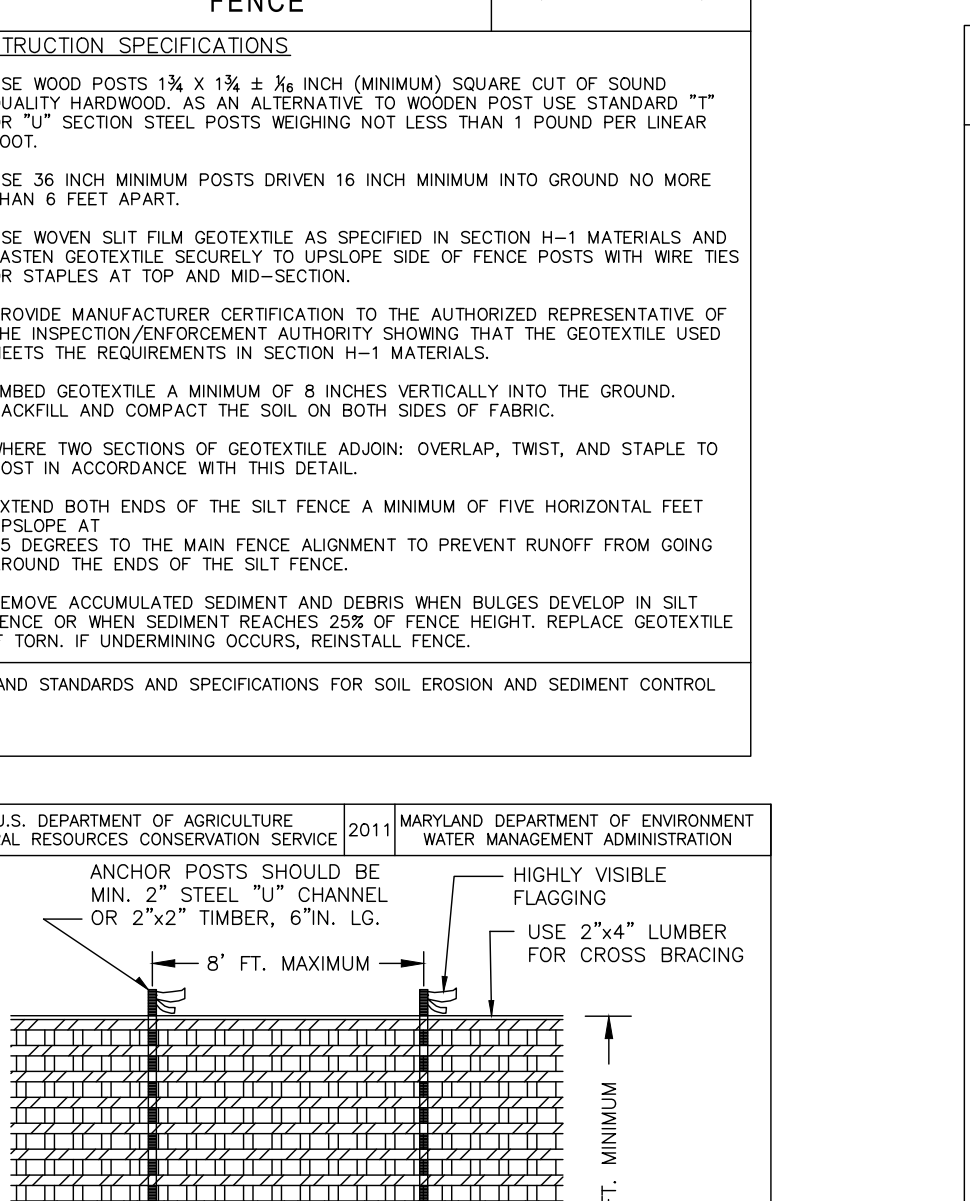 FENCE
TRUCTION SPECIFICATIONS
SE WOOD POSTS 1¾ X 1¾ ± 1⁄16 INCH (MINIMUM) SQUARE CUT OF SOUND
UALITY HARDWOOD. AS AN ALTERNATIVE TO WOODEN POST USE STANDARD "T"
R "U" SECTION STEEL POSTS WEIGHING NOT LESS THAN 1 POUND PER LINEAR
OOT.
SE 36 INCH MINIMUM POSTS DRIVEN 16 INCH MINIMUM INTO GROUND NO MORE
HAN 6 FEET APART.
SE WOVEN SLIT FILM GEOTEXTILE AS SPECIFIED IN SECTION H-1 MATERIALS AND
ASTEN GEOTEXTILE SECURELY TO UPSLOPE SIDE OF FENCE POSTS WITH WIRE TIES
R STAPLES AT TOP AND MID-SECTION.
ROVIDE MANUFACTURER CERTIFICATION TO THE AUTHORIZED REPRESENTATIVE OF
HE INSPECTION/ENFORCEMENT AUTHORITY SHOWING THAT THE GEOTEXTILE USED
EETS THE REQUIREMENTS IN SECTION H-1 MATERIALS.
MBED GEOTEXTILE A MINIMUM OF 8 INCHES VERTICALLY INTO THE GROUND.
ACKFILL AND COMPACT THE SOIL ON BOTH SIDES OF FABRIC.
HERE TWO SECTIONS OF GEOTEXTILE ADJOIN: OVERLAP, TWIST, AND STAPLE TO
OST IN ACCORDANCE WITH THIS DETAIL.
XTEND BOTH ENDS OF THE SILT FENCE A MINIMUM OF FIVE HORIZONTAL FEET
PSLOPE AT
5 DEGREES TO THE MAIN FENCE ALIGNMENT TO PREVENT RUNOFF FROM GOING
ROUND THE ENDS OF THE SILT FENCE.
EMOVE ACCUMULATED SEDIMENT AND DEBRIS WHEN BULGES DEVELOP IN SILT
ENCE OR WHEN SEDIMENT REACHES 25% OF FENCE HEIGHT. REPLACE GEOTEXTILE
F TORN. IF UNDERMINING OCCURS, REINSTALL FENCE.
AND STANDARDS AND SPECIFICATIONS FOR SOIL EROSION AND SEDIMENT CONTROL
U.S. DEPARTMENT OF AGRICULTURE
AL RESOURCES CONSERVATION SERVICE
2011
MARYLAND DEPARTMENT OF ENVIRONMENT
WATER MANAGEMENT ADMINISTRATION
ANCHOR POSTS SHOULD BE
MIN. 2" STEEL "U" CHANNEL
OR 2"x2" TIMBER, 6"IN. LG.
HIGHLY VISIBLE
FLAGGING
USE 2"x4" LUMBER
FOR CROSS BRACING
8' FT. MAXIMUM
FT. MINIMUM